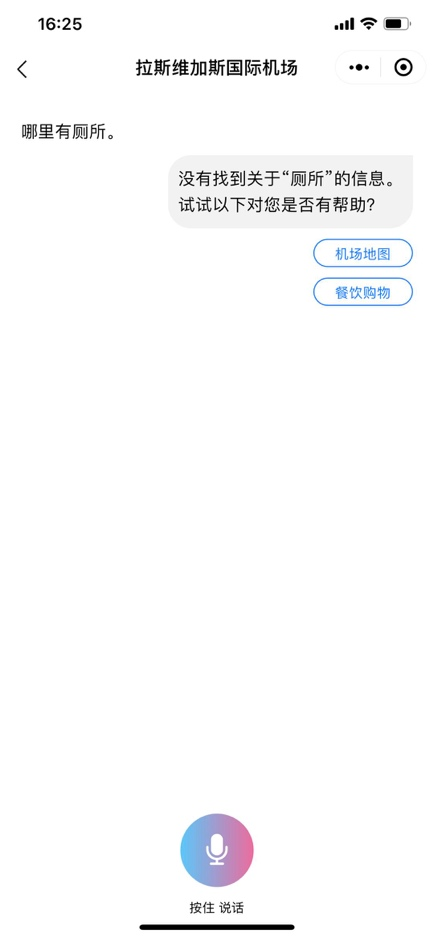 16:25
拉斯维加斯国际机场
哪里有厕所。
没有找到关于“厕所”的信息。
试试以下对您是否有帮助?
机场地图
餐饮购物
按住 说话